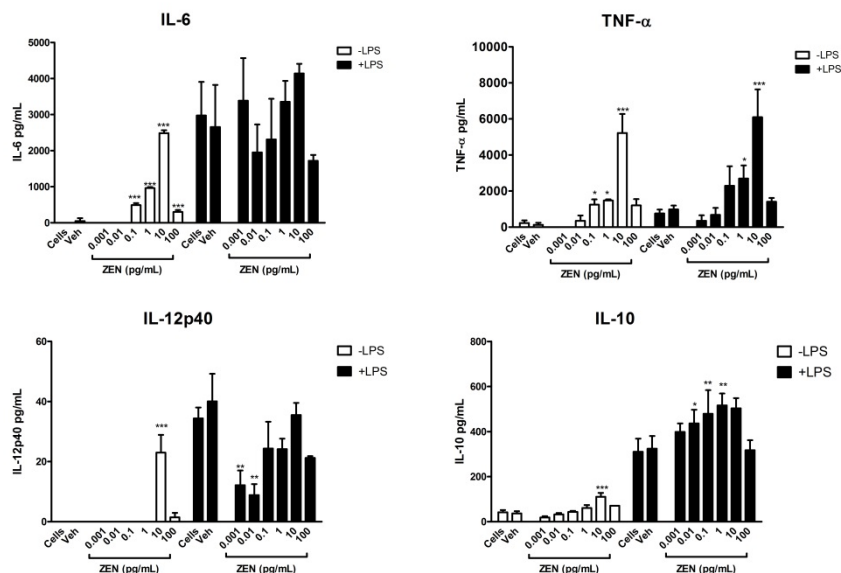 IL-6
5000
4000
3000
2000
1000
0
IL-6 pg/mL
-LPS
+LPS
*** *** *** ***
Cells Veh 0.001 0.01 0.1 1 10 100 Cells Veh 0.001 0.01 0.1 1 10 100
ZEN (pg/mL) ZEN (pg/mL)
TNF-α
10000
8000
6000
4000
2000
0
TNF-α pg/mL
-LPS
+LPS
* * *** * ***
Cells Veh 0.001 0.01 0.1 1 10 100 Cells Veh 0.001 0.01 0.1 1 10 100
ZEN (pg/mL) ZEN (pg/mL)
IL-12p40
60
40
20
0
IL-12p40 pg/mL
-LPS
+LPS
*** ** **
Cells Veh 0.001 0.01 0.1 1 10 100 Cells Veh 0.001 0.01 0.1 1 10 100
ZEN (pg/mL) ZEN (pg/mL)
IL-10
800
600
400
200
0
IL-10 pg/mL
-LPS
+LPS
*** * ** **
Cells Veh 0.001 0.01 0.1 1 10 100 Cells Veh 0.001 0.01 0.1 1 10 100
ZEN (pg/mL) ZEN (pg/mL)